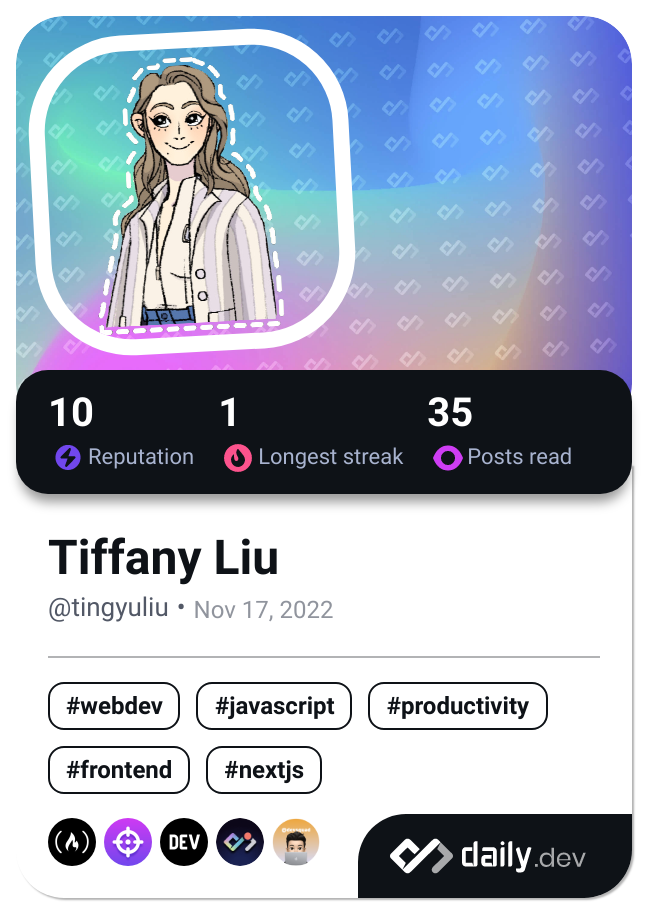 10 1 35
Reputation Longest streak Posts read
Tiffany Liu
@tingyuliu • Nov 17, 2022
#webdev #javascript #productivity
#frontend #nextjs
DEV
daily.dev